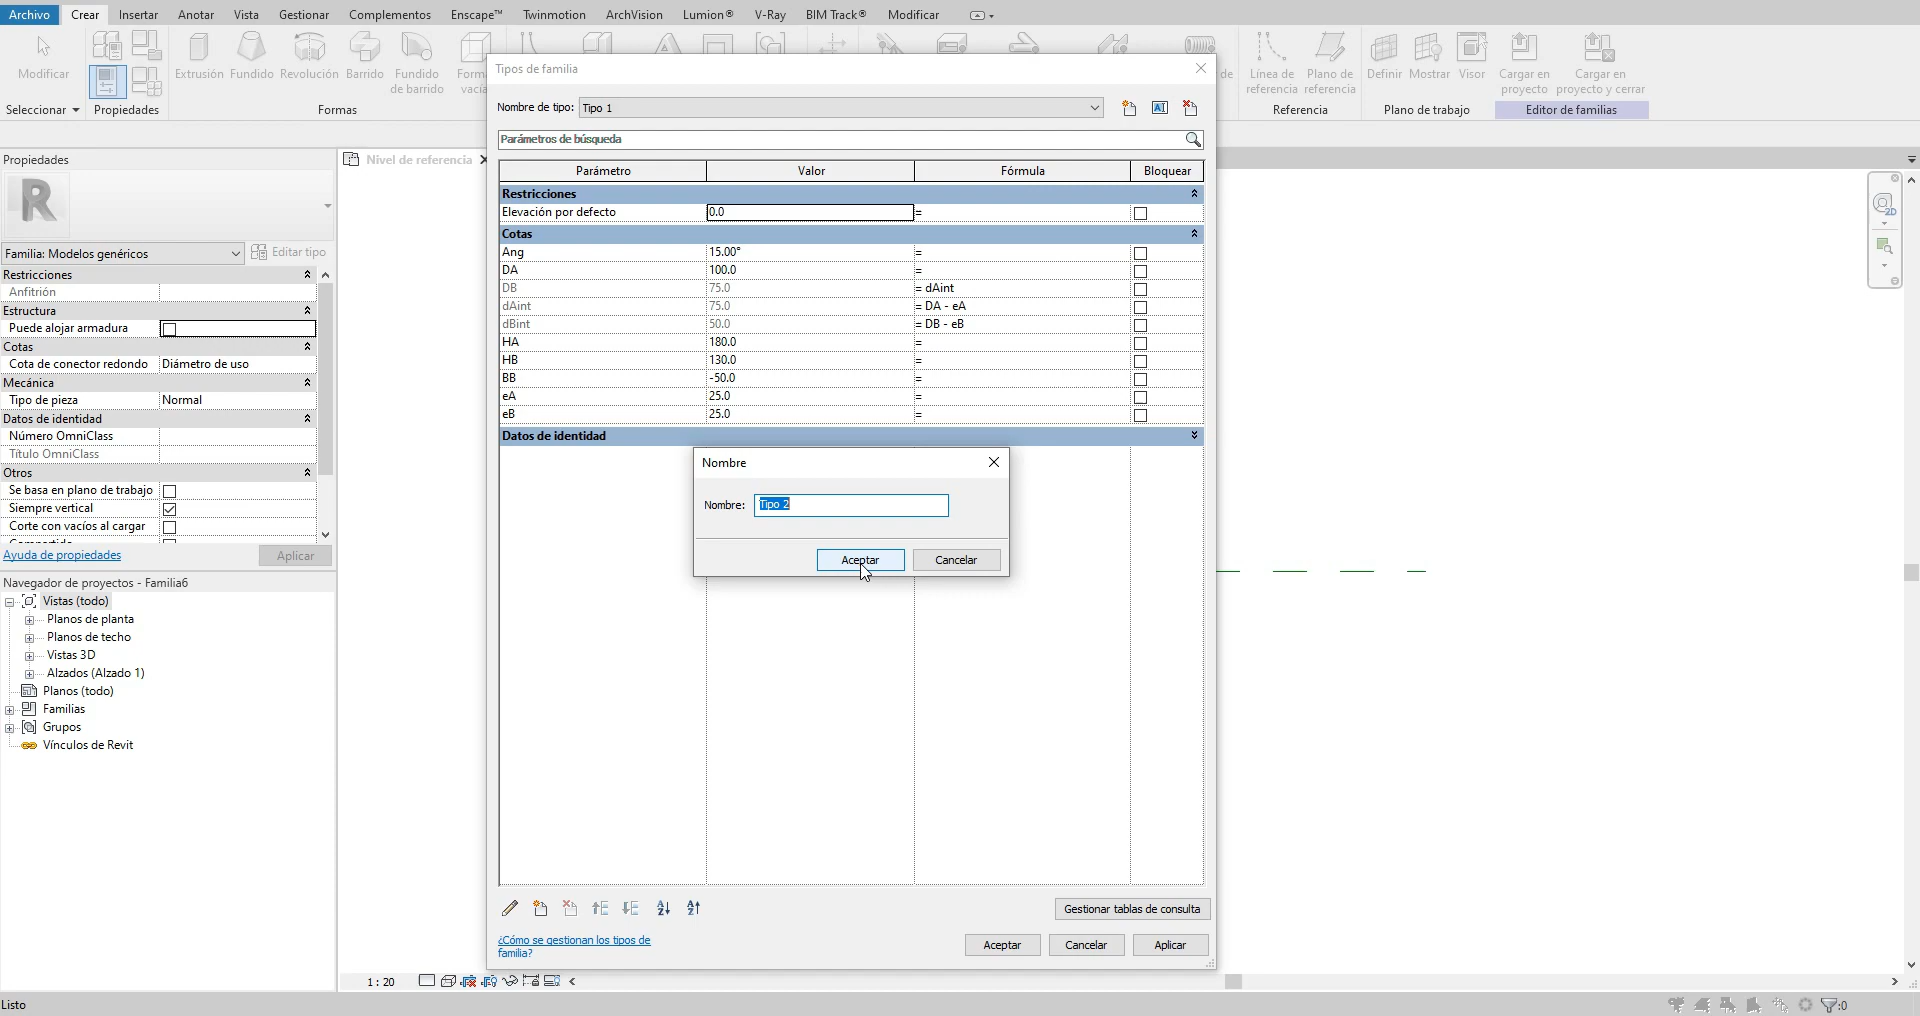 Archivo Crear Insertar Anotar Vista Gestionar Complementos Enscape™ Twinmotion ArchVision Lumion® V-Ray BIM Track® Modificar
Modificar
Extrusión Fundido Revolución Barrido Fundido de barrido
Línea de referencia Plano de referencia
Definir Mostrar Visor Cargar en proyecto Cargar en proyecto y cerrar
Seleccionar Propiedades Formas Referencia Plano de trabajo Editor de familias
Propiedades
Familia: Modelos genéricos Editar tipo
Restricciones
Anfitrión
Estructura
Puede alojar armadura
Cotas
Cota de conector redondo Diámetro de uso
Mecánica
Tipo de pieza Normal
Datos de identidad
Número OmniClass
Título OmniClass
Otros
Se basa en plano de trabajo
Siempre vertical
Corte con vacíos al cargar
Ayuda de propiedades Aplicar
Navegador de proyectos - Familia6
Vistas (todo)
Planos de planta
Planos de techo
Vistas 3D
Alzados (Alzado 1)
Planos (todo)
Familias
Grupos
Vínculos de Revit
Nivel de referencia
Tipos de familia
Nombre de tipo: Tipo 1
Parámetros de búsqueda
Parámetro Valor Fórmula Bloquear
Restricciones
Elevación por defecto 0.0 =
Cotas
Ang 15.00° =
DA 100.0 =
DB 75.0 = dAint
dAint 75.0 = DA - eA
dBint 50.0 = DB - eB
HA 180.0 =
HB 130.0 =
BB -50.0 =
eA 25.0 =
eB 25.0 =
Datos de identidad
Nombre
Nombre: Tipo 2
Aceptar Cancelar
Gestionar tablas de consulta
¿Cómo se gestionan los tipos de
familia?
Aceptar Cancelar Aplicar
2D
1 : 20
Listo
:0